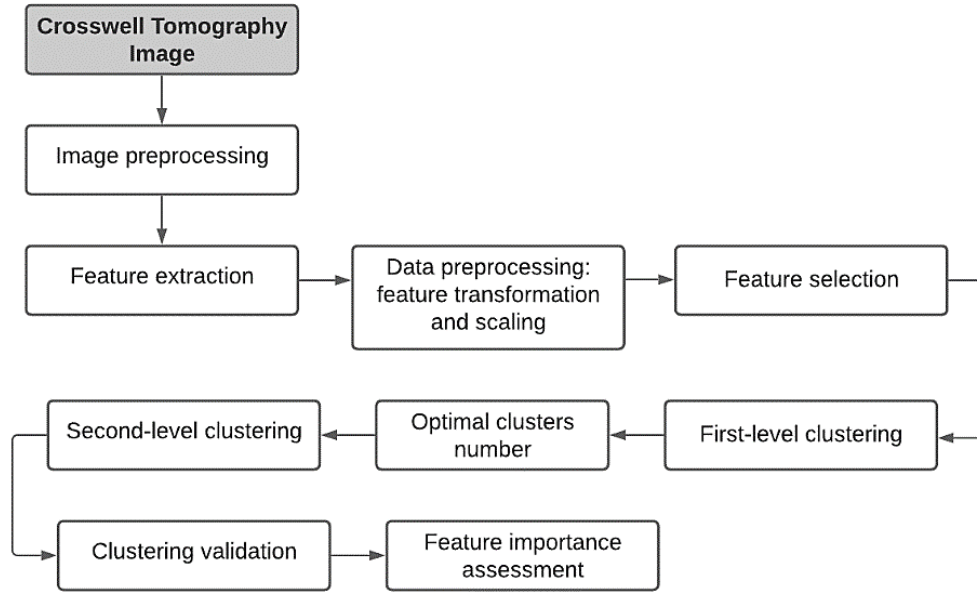 Crosswell Tomography
Image
Image preprocessing
Feature extraction
Data preprocessing:
feature transformation
and scaling
Feature selection
First-level clustering
Optimal clusters
number
Second-level clustering
Clustering validation
Feature importance
assessment